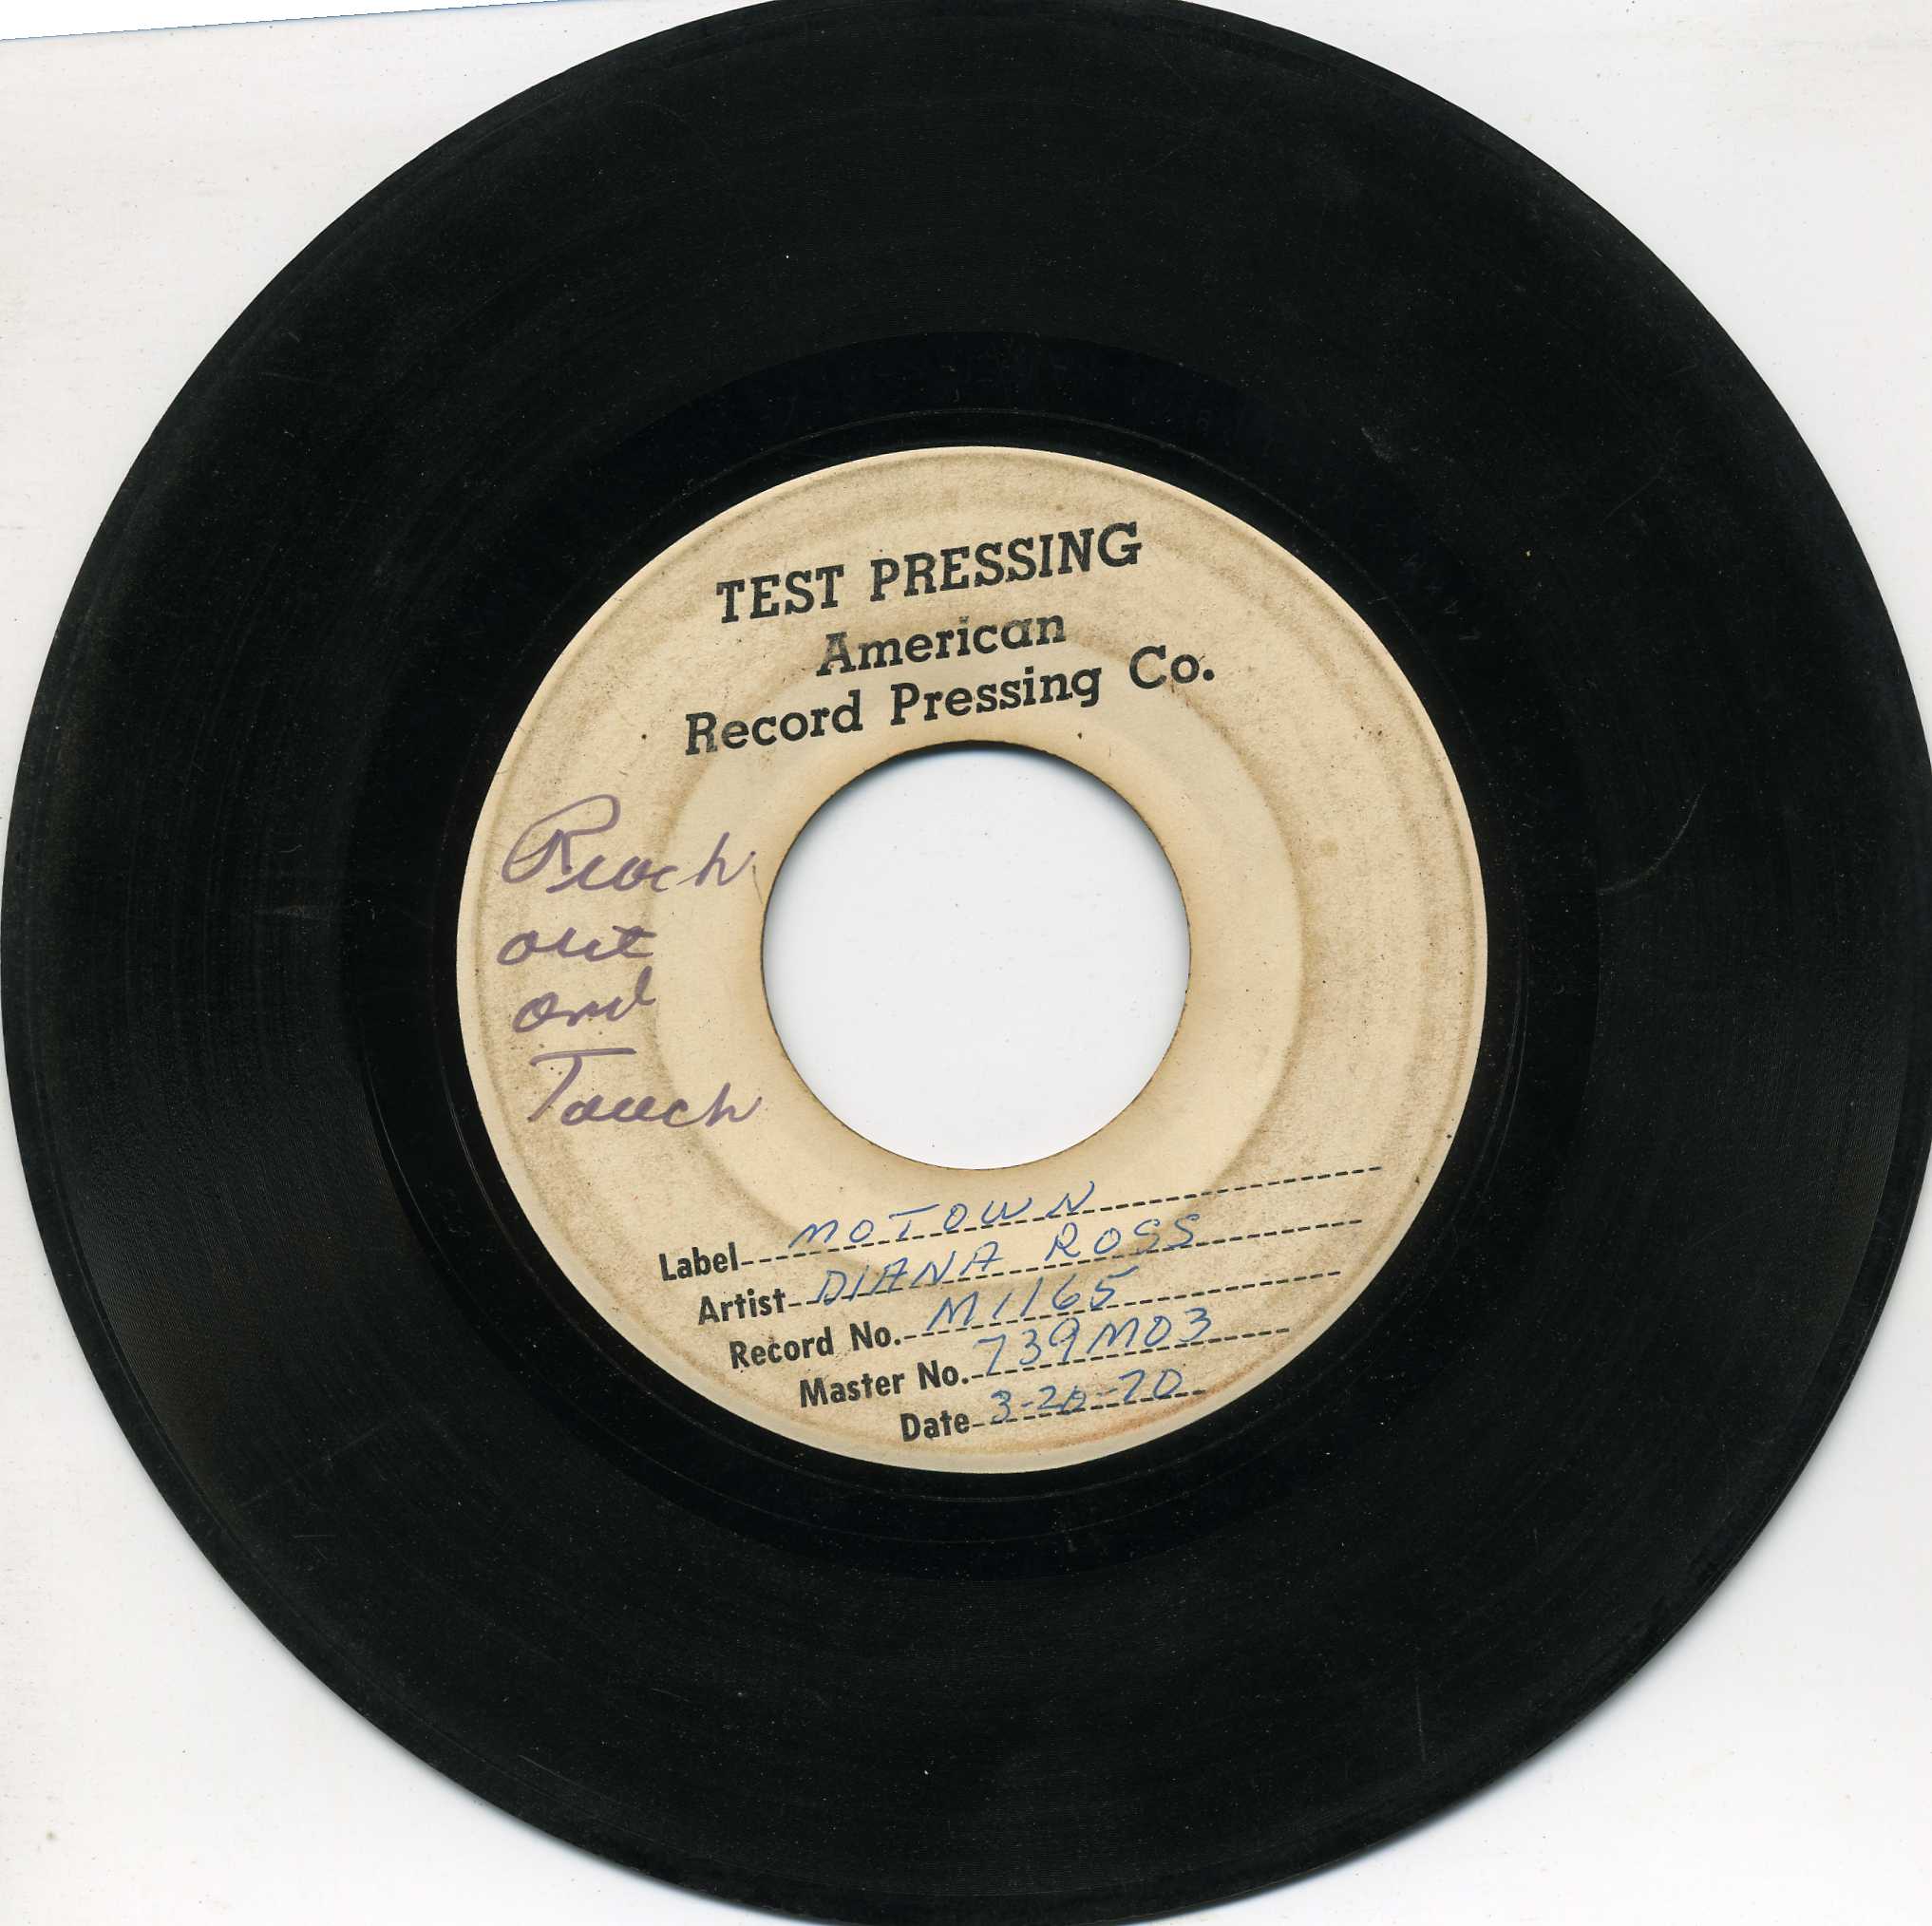 TEST PRESSING
American
Record Pressing Co.
Reach
out
and
Touch
Label MOTOWN
Artist DIANA ROSS
Record No. M1165
Master No. 739M03
Date 3-20-70